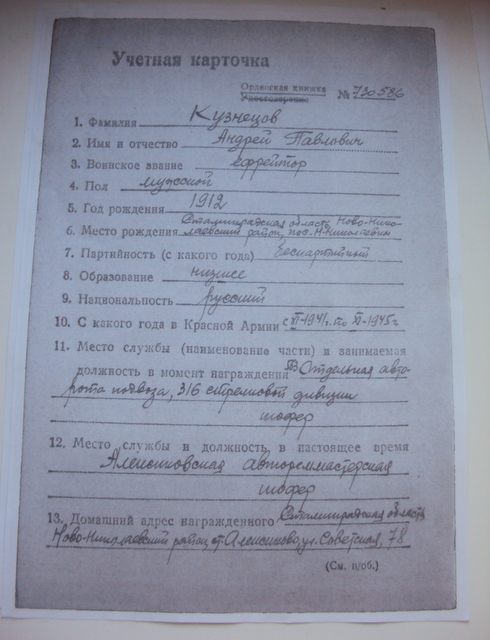 Учетная карточка
Орденская книжка
Удостоверение № 730586
1. Фамилия Кузнецов
2. Имя и отчество Андрей Павлович
3. Воинское звание ефрейтор
4. Пол мужской
5. Год рождения 1912
6. Место рождения Сталинградская область Ново-Нико-
лаевский район, пос. Н-Николаевский
7. Партийность (с какого года) беспартийный
8. Образование низшее
9. Национальность русский
10. С какого года в Красной Армии с VI-1941г. по XI-1945г
11. Место службы (наименование части) и занимаемая
должность в момент награждения Отдельная авто-
рота подвоза, 316 стрелковой дивизии
шофер
12. Место службы и должность в настоящее время
Алексиковская автореммастерская
шофер
13. Домашний адрес награжденного Сталинградская область
Ново-Николаевский район, ст. Алексиково, ул. Советская, 78
(См. н/об.)